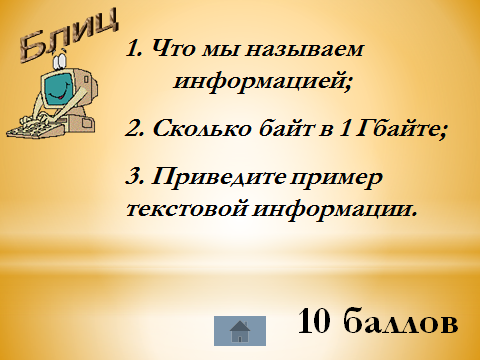 Блиц
1. Что мы называем
информацией;
2. Сколько байт в 1 Гбайте;
3. Приведите пример
текстовой информации.
10 баллов